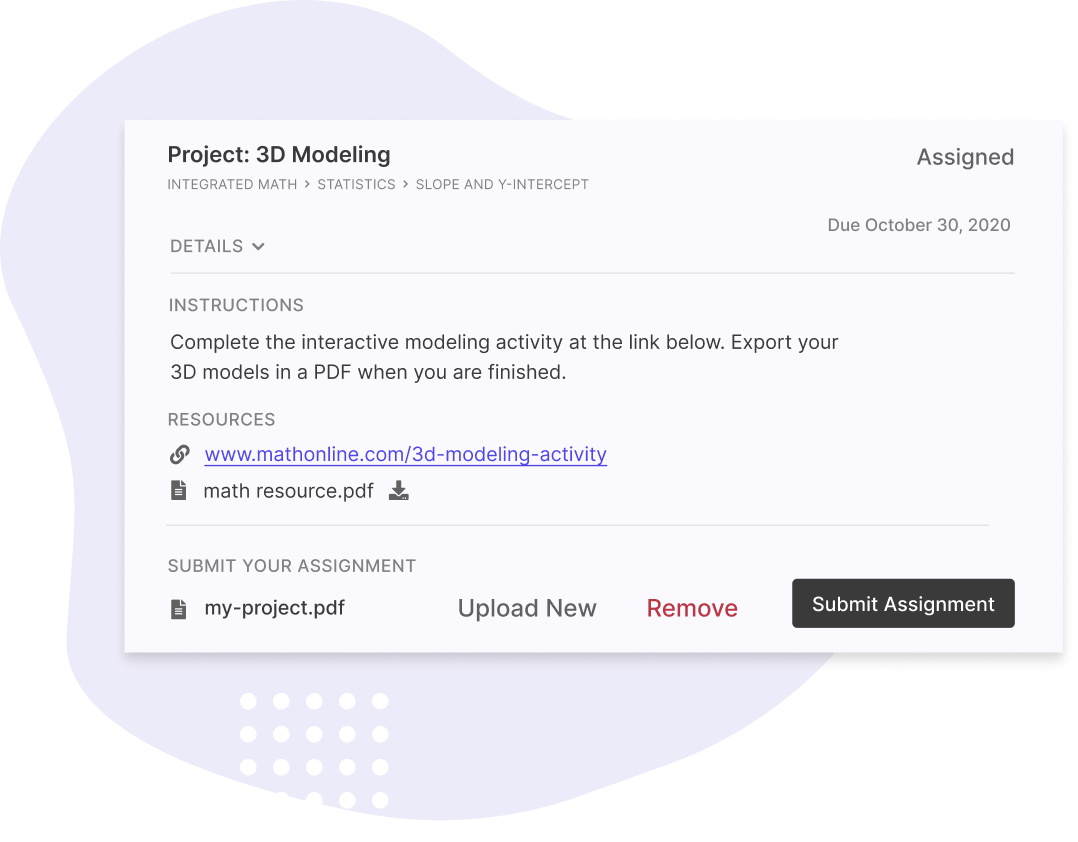 Project: 3D Modeling
Assigned
INTEGRATED MATH > STATISTICS > SLOPE AND Y-INTERCEPT
Due October 30, 2020
DETAILS
INSTRUCTIONS
Complete the interactive modeling activity at the link below. Export your
3D models in a PDF when you are finished.
RESOURCES
www.mathonline.com/3d-modeling-activity
math resource.pdf
SUBMIT YOUR ASSIGNMENT
my-project.pdf Upload New Remove Submit Assignment